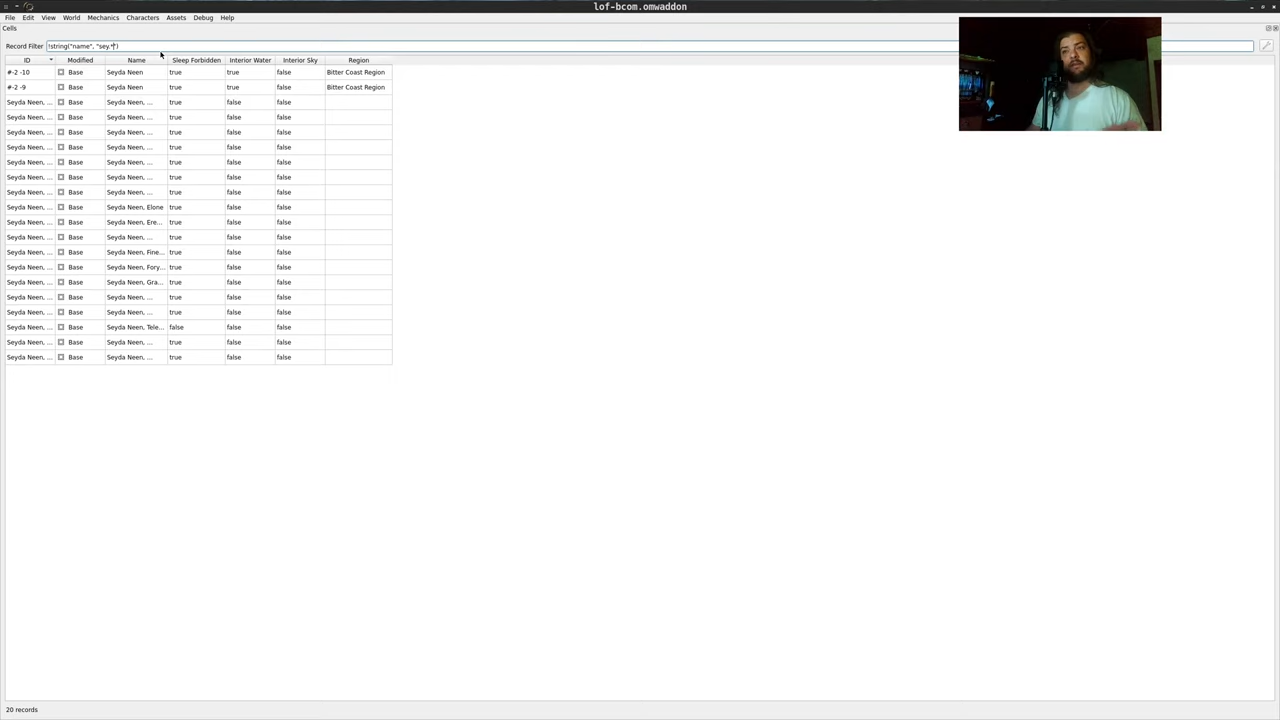 lof-bcom.omwaddon
File Edit View World Mechanics Characters Assets Debug Help
Cells
Record Filter !string("name", "sey.*")
ID Modified Name Sleep Forbidden Interior Water Interior Sky Region
#-2 -10 Base Seyda Neen true true false Bitter Coast Region
#-2 -9 Base Seyda Neen true true false Bitter Coast Region
Seyda Neen, ... Base Seyda Neen, ... true false false
Seyda Neen, ... Base Seyda Neen, ... true false false
Seyda Neen, ... Base Seyda Neen, ... true false false
Seyda Neen, ... Base Seyda Neen, ... true false false
Seyda Neen, ... Base Seyda Neen, ... true false false
Seyda Neen, ... Base Seyda Neen, ... true false false
Seyda Neen, ... Base Seyda Neen, ... true false false
Seyda Neen, ... Base Seyda Neen, Elone true false false
Seyda Neen, ... Base Seyda Neen, Ere... true false false
Seyda Neen, ... Base Seyda Neen, ... true false false
Seyda Neen, ... Base Seyda Neen, Fine... true false false
Seyda Neen, ... Base Seyda Neen, Fory... true false false
Seyda Neen, ... Base Seyda Neen, Gra... true false false
Seyda Neen, ... Base Seyda Neen, ... true false false
Seyda Neen, ... Base Seyda Neen, ... true false false
Seyda Neen, ... Base Seyda Neen, Tele... false false false
Seyda Neen, ... Base Seyda Neen, ... true false false
Seyda Neen, ... Base Seyda Neen, ... true false false
20 records